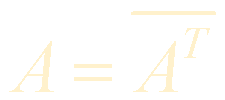 $A = \overline{A^T}$